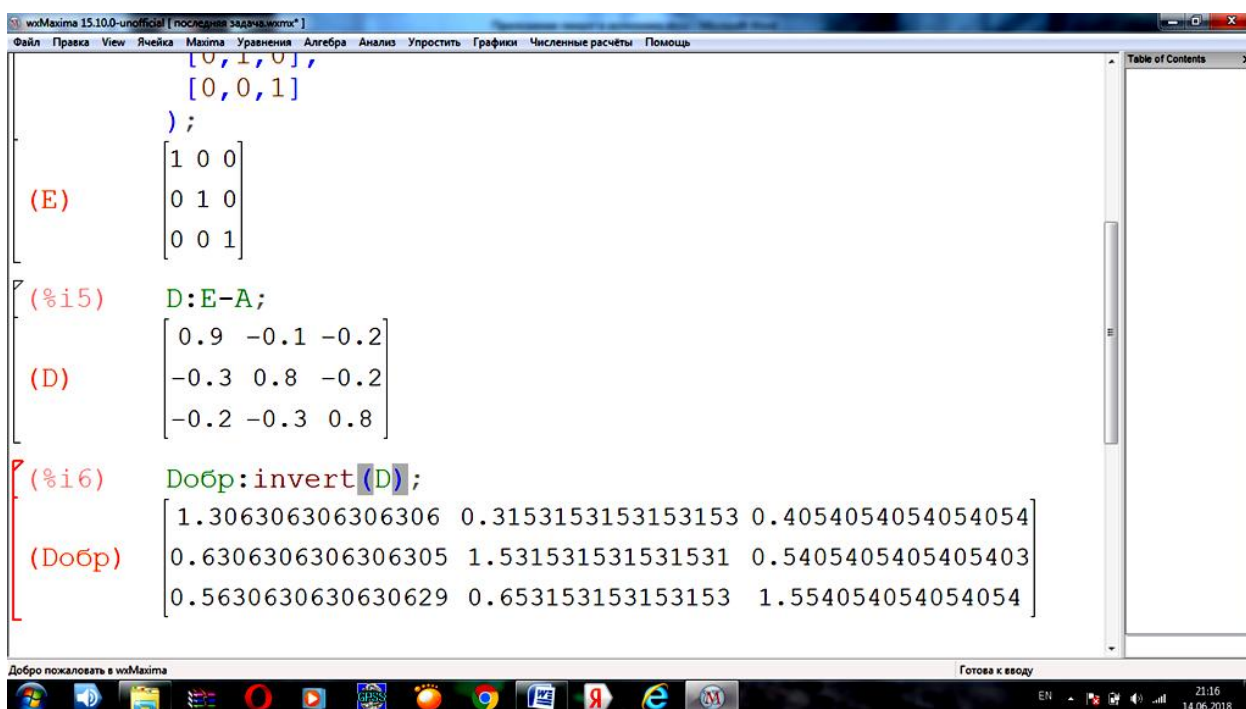 wxMaxima 15.10.0-unofficial [ последняя задача.wxmx* ]
Файл Правка View Ячейка Maxima Уравнения Алгебра Анализ Упростить Графики Численные расчёты Помощь
[0,1,0],
[0,0,1]
);
Table of Contents
1 0 0
(E) 0 1 0
0 0 1
(%i5) D:E-A;
0.9 -0.1 -0.2
(D) -0.3 0.8 -0.2
-0.2 -0.3 0.8
(%i6) Dобр:invert(D);
1.306306306306306 0.3153153153153153 0.4054054054054054
(Dобр) 0.6306306306306305 1.531531531531531 0.5405405405405403
0.5630630630630629 0.653153153153153 1.554054054054054
Добро пожаловать в wxMaxima
Готова к вводу
EN
21:16
14.06.2018